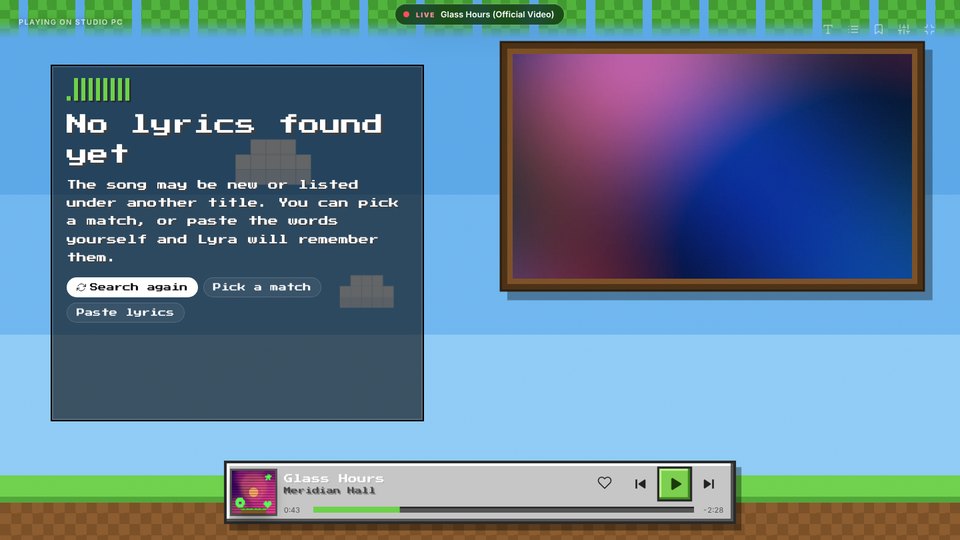 PLAYING ON STUDIO PC
LIVE Glass Hours (Official Video)
No lyrics found
yet
The song may be new or listed
under another title. You can pick
a match, or paste the words
yourself and Lyra will remember
them.
Search again
Pick a match
Paste lyrics
Glass Hours
Meridian Hall
0:43
-2:28